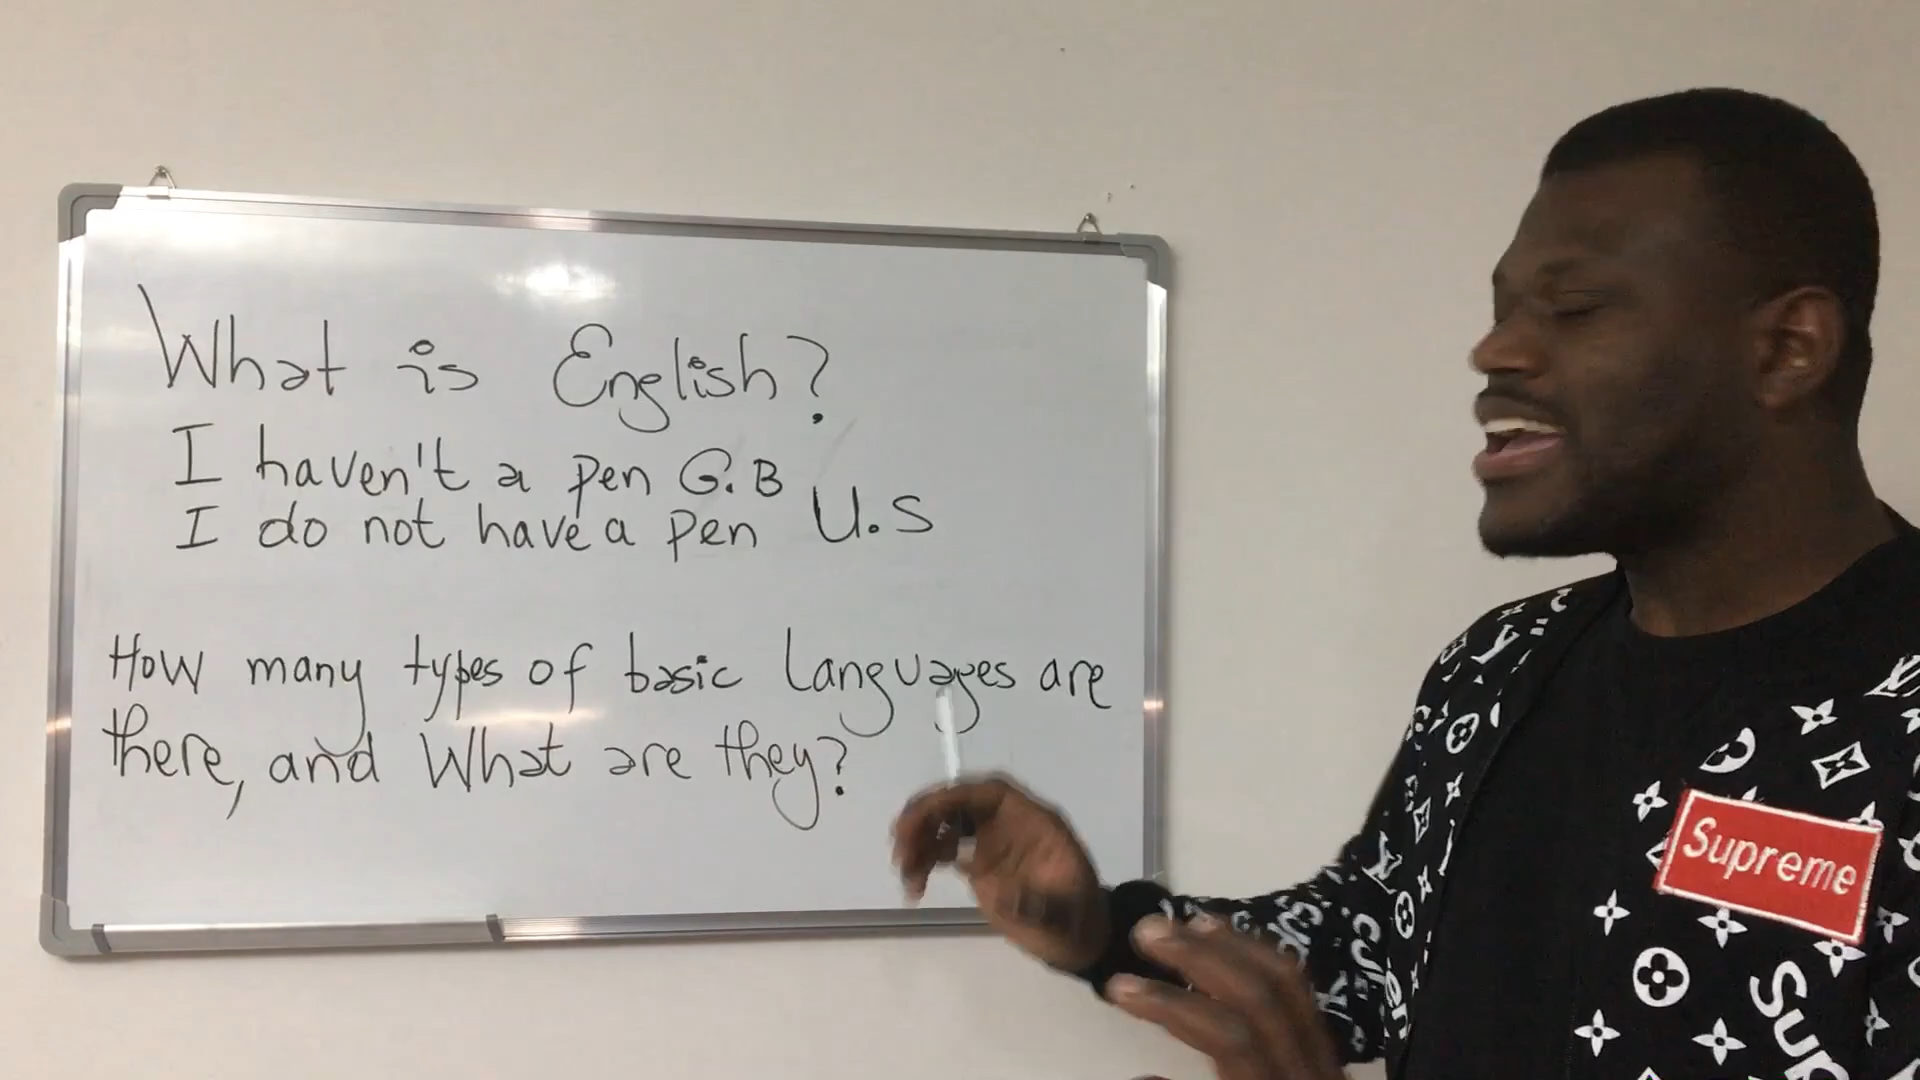 What is English?
I haven't a pen G.B
I do not have a pen U.S
How many types of basic languages are
there, and What are they?
Supreme
Sup